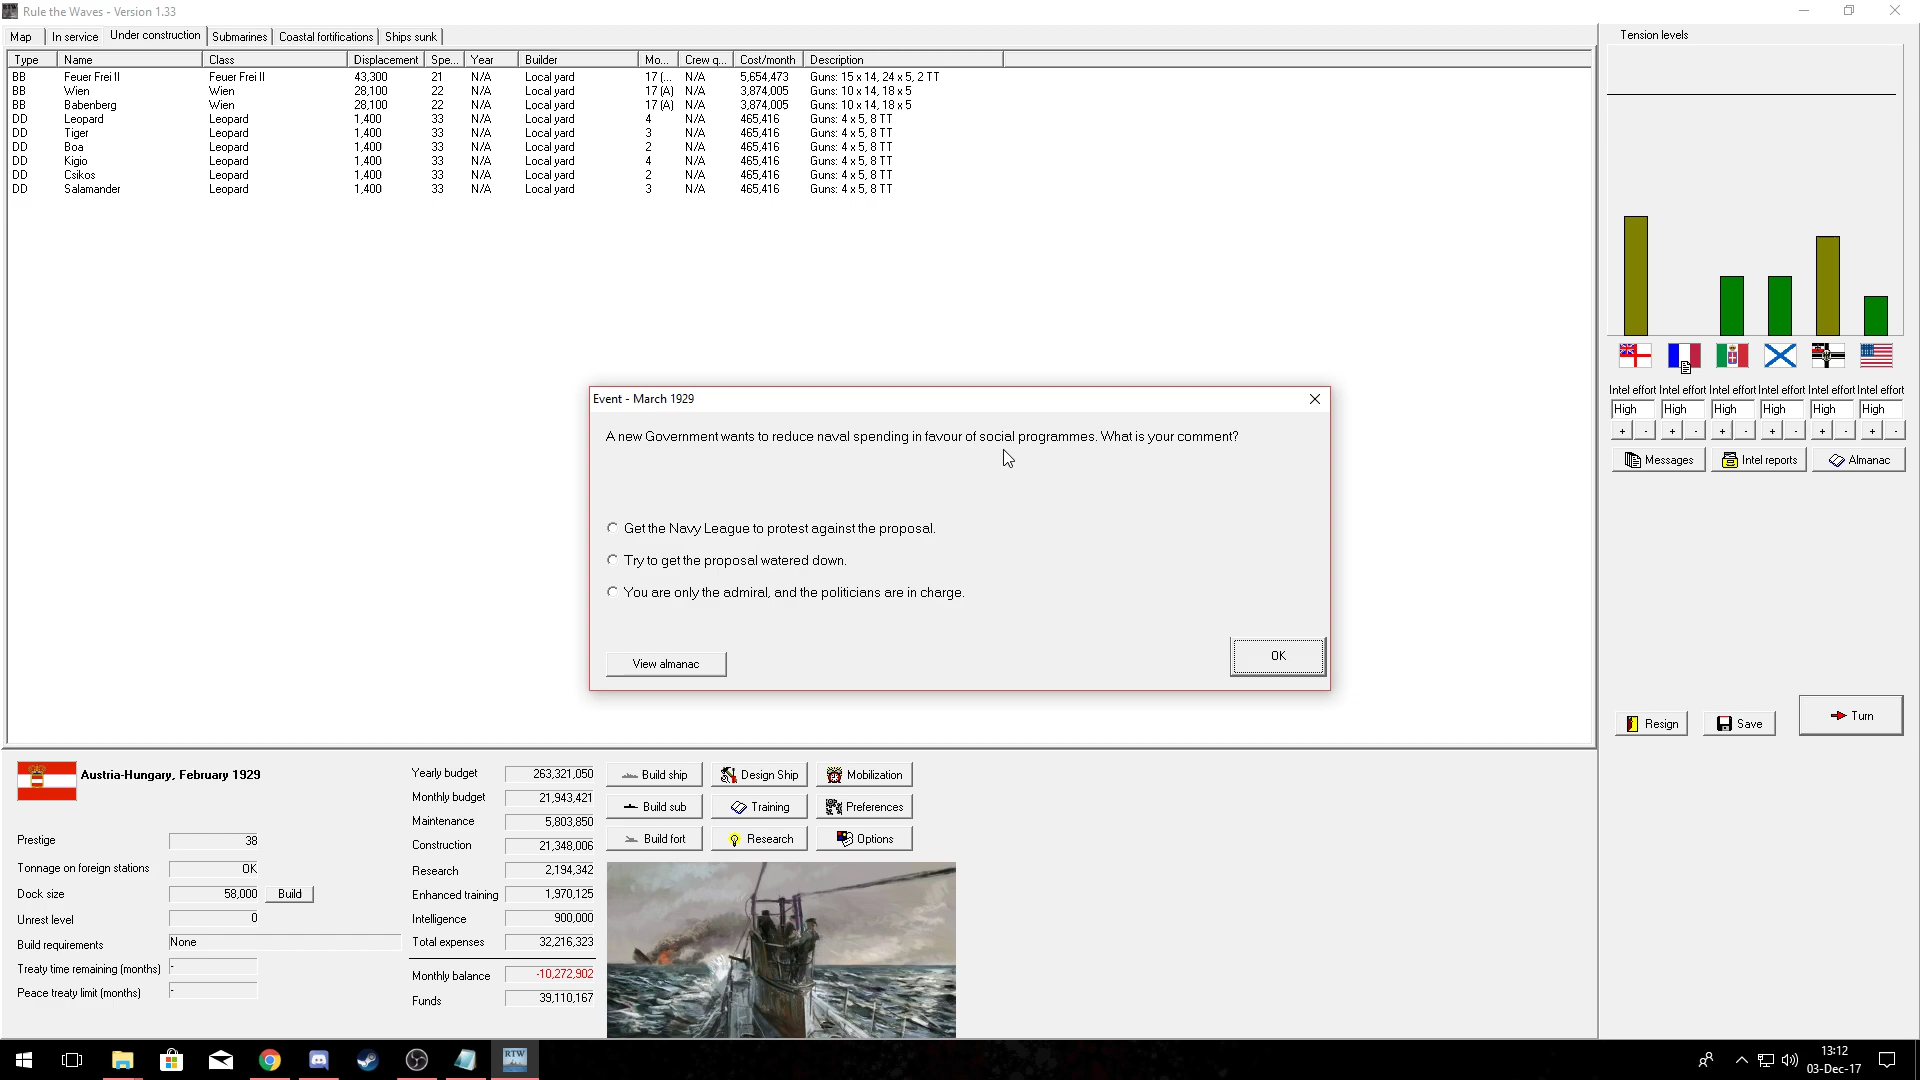 Rule the Waves - Version 1.33
Map In service Under construction Submarines Coastal fortifications Ships sunk
Type Name Class Displacement Spe... Year Builder Mo... Crew q... Cost/month Description
BB Feuer Frei II Feuer Frei II 43,300 21 N/A Local yard 17 (... N/A 5,654,473 Guns: 15 x 14, 24 x 5, 2 TT
BB Wien Wien 28,100 22 N/A Local yard 17 (A) N/A 3,874,005 Guns: 10 x 14, 18 x 5
BB Babenberg Wien 28,100 22 N/A Local yard 17 (A) N/A 3,874,005 Guns: 10 x 14, 18 x 5
DD Leopard Leopard 1,400 33 N/A Local yard 4 N/A 465,416 Guns: 4 x 5, 8 TT
DD Tiger Leopard 1,400 33 N/A Local yard 3 N/A 465,416 Guns: 4 x 5, 8 TT
DD Boa Leopard 1,400 33 N/A Local yard 2 N/A 465,416 Guns: 4 x 5, 8 TT
DD Kigio Leopard 1,400 33 N/A Local yard 4 N/A 465,416 Guns: 4 x 5, 8 TT
DD Csikos Leopard 1,400 33 N/A Local yard 2 N/A 465,416 Guns: 4 x 5, 8 TT
DD Salamander Leopard 1,400 33 N/A Local yard 3 N/A 465,416 Guns: 4 x 5, 8 TT
Tension levels
Intel effort Intel effort Intel effort Intel effort Intel effort Intel effort
High High High High High High
+ - + - + - + - + - + -
Messages Intel reports Almanac
Event - March 1929
A new Government wants to reduce naval spending in favour of social programmes. What is your comment?
Get the Navy League to protest against the proposal.
Try to get the proposal watered down.
You are only the admiral, and the politicians are in charge.
View almanac OK
Resign Save Turn
Austria-Hungary, February 1929
Prestige 38
Tonnage on foreign stations OK
Dock size 58,000 Build
Unrest level 0
Build requirements None
Treaty time remaining (months) -
Peace treaty limit (months) -
Yearly budget 263,321,050
Monthly budget 21,943,421
Maintenance 5,803,850
Construction 21,348,006
Research 2,194,342
Enhanced training 1,970,125
Intelligence 900,000
Total expenses 32,216,323
Monthly balance -10,272,902
Funds 39,110,167
Build ship Design Ship Mobilization
Build sub Training Preferences
Build fort Research Options
RTW
13:12
03-Dec-17